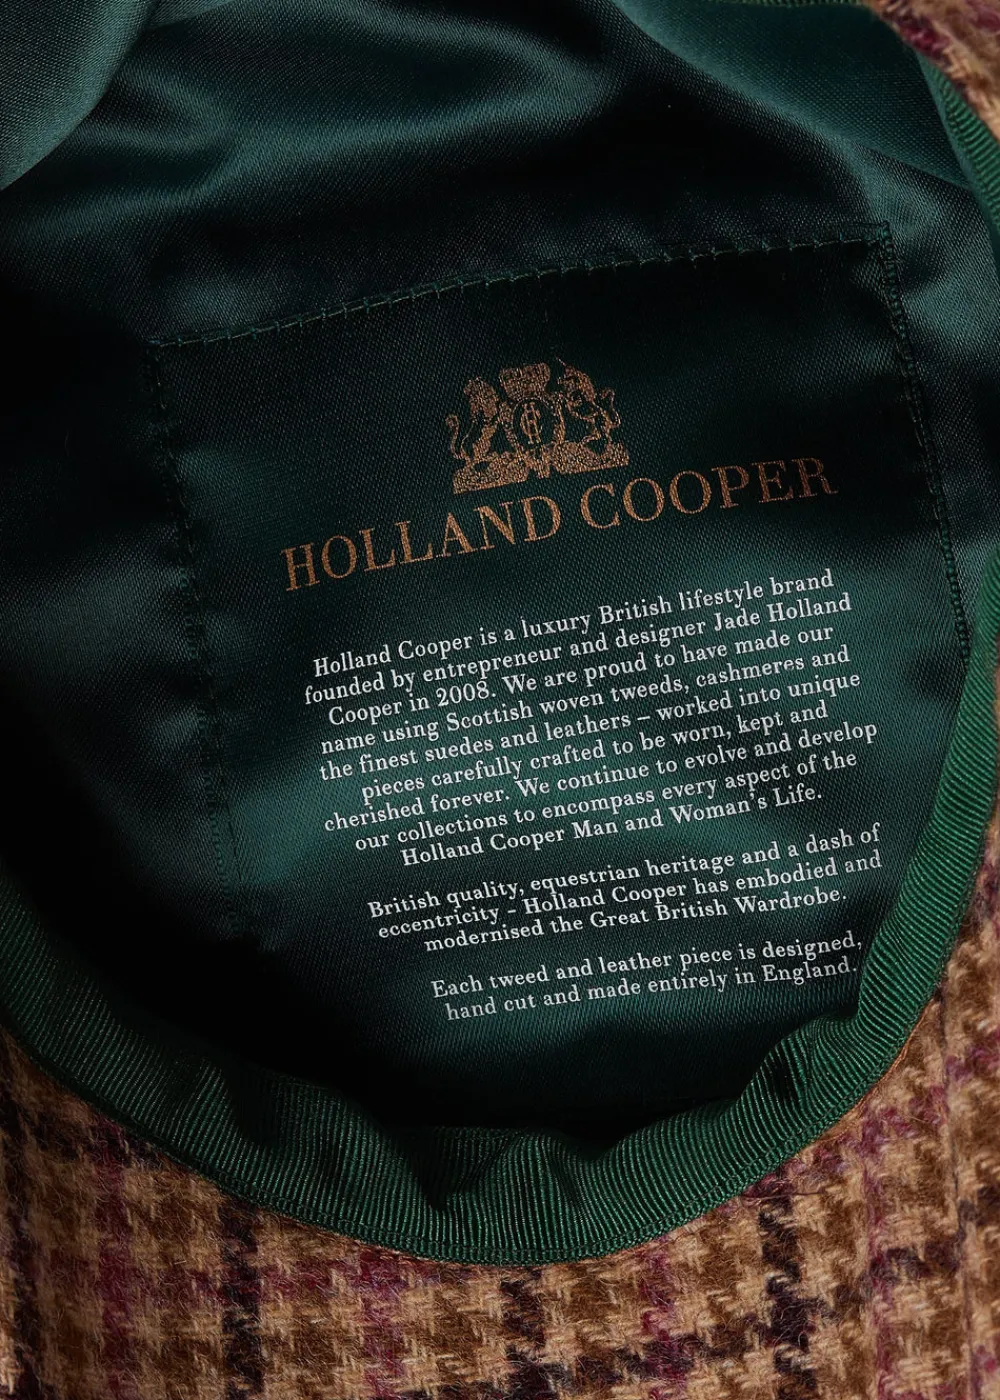 HOLLAND COOPER
Holland Cooper is a luxury British lifestyle brand
founded by entrepreneur and designer Jade Holland
Cooper in 2008. We are proud to have made our
name using Scottish woven tweeds, cashmeres and
the finest suedes and leathers – worked into unique
pieces carefully crafted to be worn, kept and
cherished forever. We continue to evolve and develop
our collections to encompass every aspect of the
Holland Cooper Man and Woman's Life.
British quality, equestrian heritage and a dash of
eccentricity - Holland Cooper has embodied and
modernised the Great British Wardrobe.
Each tweed and leather piece is designed,
hand cut and made entirely in England.